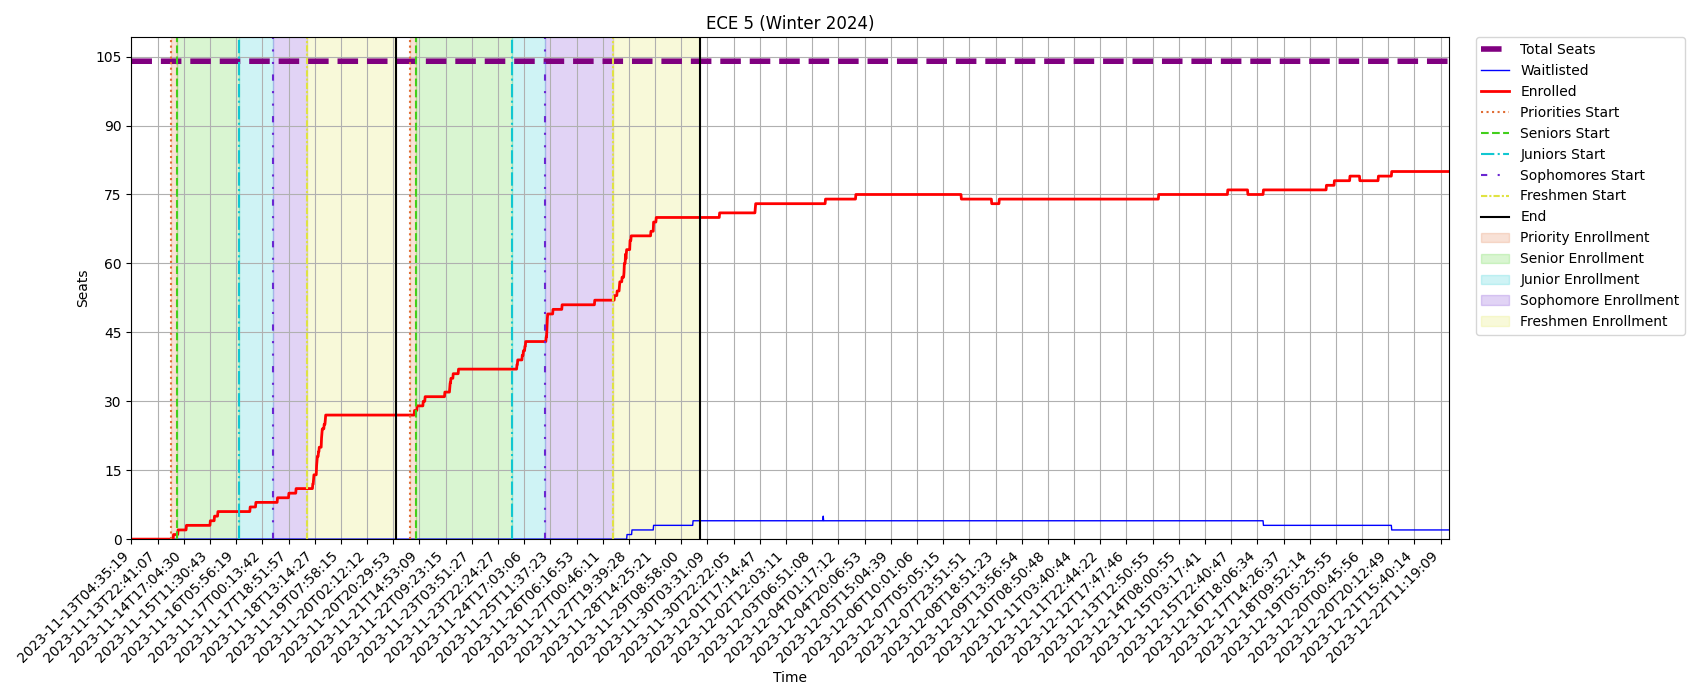 ECE 5 (Winter 2024)
Seats
105
90
75
60
45
30
15
0
2023-11-13T04:35:19
2023-11-13T22:41:07
2023-11-14T17:04:30
2023-11-15T11:30:43
2023-11-16T05:56:19
2023-11-17T00:13:42
2023-11-17T18:51:57
2023-11-18T13:14:27
2023-11-19T07:58:15
2023-11-20T02:12:12
2023-11-20T20:29:53
2023-11-21T14:53:09
2023-11-22T09:23:15
2023-11-23T03:51:27
2023-11-23T22:24:27
2023-11-24T17:03:06
2023-11-25T11:37:23
2023-11-26T06:16:53
2023-11-27T00:46:11
2023-11-27T19:39:28
2023-11-28T14:25:21
2023-11-29T08:58:00
2023-11-30T03:31:09
2023-11-30T22:22:05
2023-12-01T17:14:47
2023-12-02T12:03:11
2023-12-03T06:51:08
2023-12-04T01:17:12
2023-12-04T20:06:53
2023-12-05T15:04:39
2023-12-06T10:01:06
2023-12-07T05:05:15
2023-12-07T23:51:51
2023-12-08T18:51:23
2023-12-09T13:56:54
2023-12-10T08:50:48
2023-12-11T03:40:44
2023-12-11T22:44:22
2023-12-12T17:47:46
2023-12-13T12:50:55
2023-12-14T08:00:55
2023-12-15T03:17:41
2023-12-15T22:40:47
2023-12-16T18:06:34
2023-12-17T14:26:37
2023-12-18T09:52:14
2023-12-19T05:25:55
2023-12-20T00:45:56
2023-12-20T20:12:49
2023-12-21T15:40:14
2023-12-22T11:19:09
Time
Total Seats
Waitlisted
Enrolled
Priorities Start
Seniors Start
Juniors Start
Sophomores Start
Freshmen Start
End
Priority Enrollment
Senior Enrollment
Junior Enrollment
Sophomore Enrollment
Freshmen Enrollment